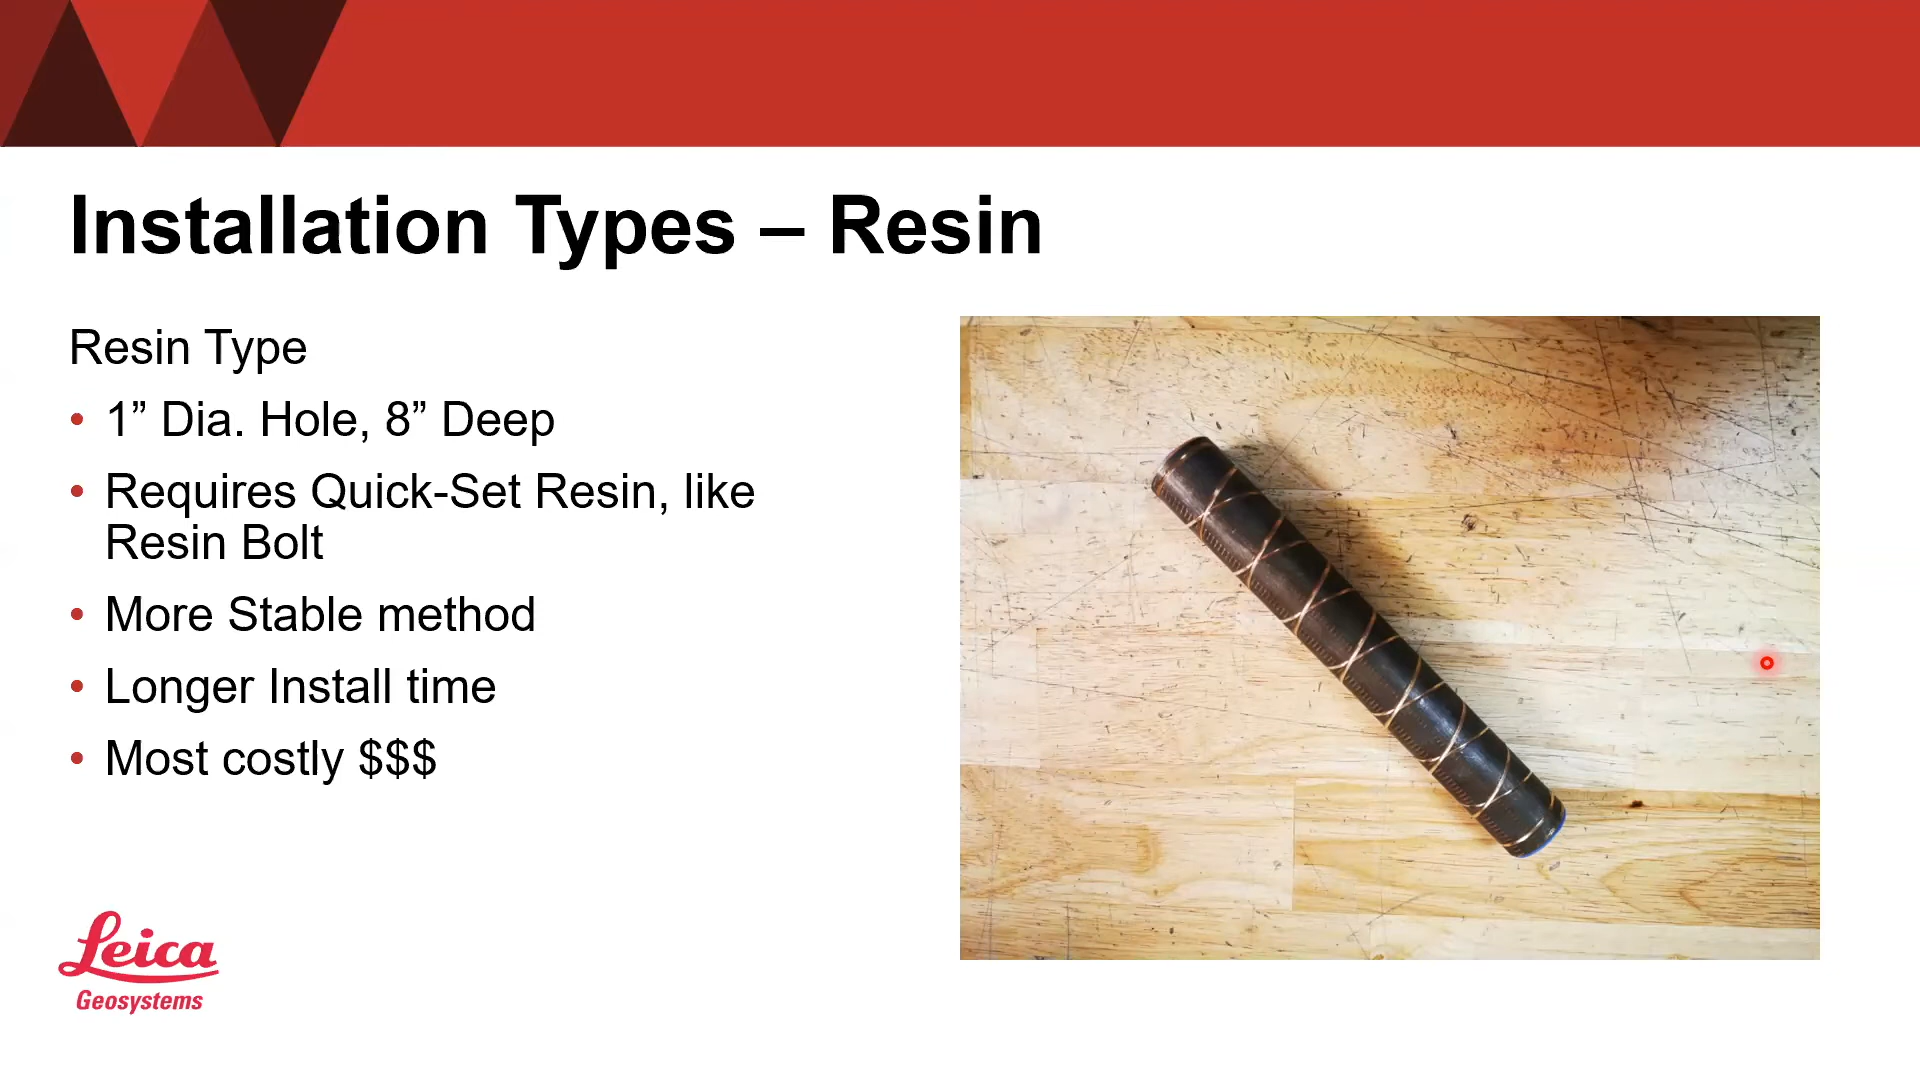 Installation Types – Resin
Resin Type
• 1” Dia. Hole, 8” Deep
• Requires Quick-Set Resin, like
Resin Bolt
• More Stable method
• Longer Install time
• Most costly $$$
Leica
Geosystems